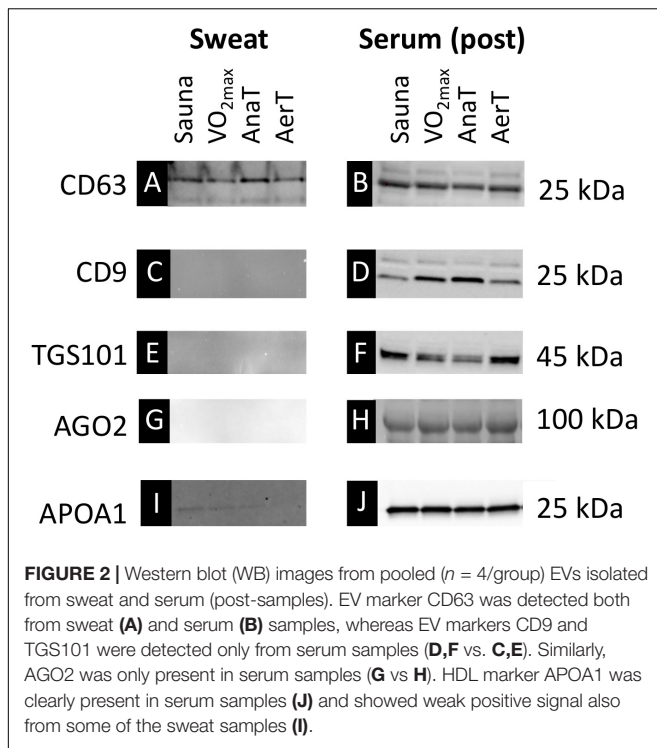 Sweat Serum (post)
Sauna VO2max AnaT AerT Sauna VO2max AnaT AerT
CD63 A B 25 kDa
CD9 C D 25 kDa
TGS101 E F 45 kDa
AGO2 G H 100 kDa
APOA1 I J 25 kDa
FIGURE 2 | Western blot (WB) images from pooled (n = 4/group) EVs isolated
from sweat and serum (post-samples). EV marker CD63 was detected both
from sweat (A) and serum (B) samples, whereas EV markers CD9 and
TGS101 were detected only from serum samples (D,F vs. C,E). Similarly,
AGO2 was only present in serum samples (G vs H). HDL marker APOA1 was
clearly present in serum samples (J) and showed weak positive signal also
from some of the sweat samples (I).